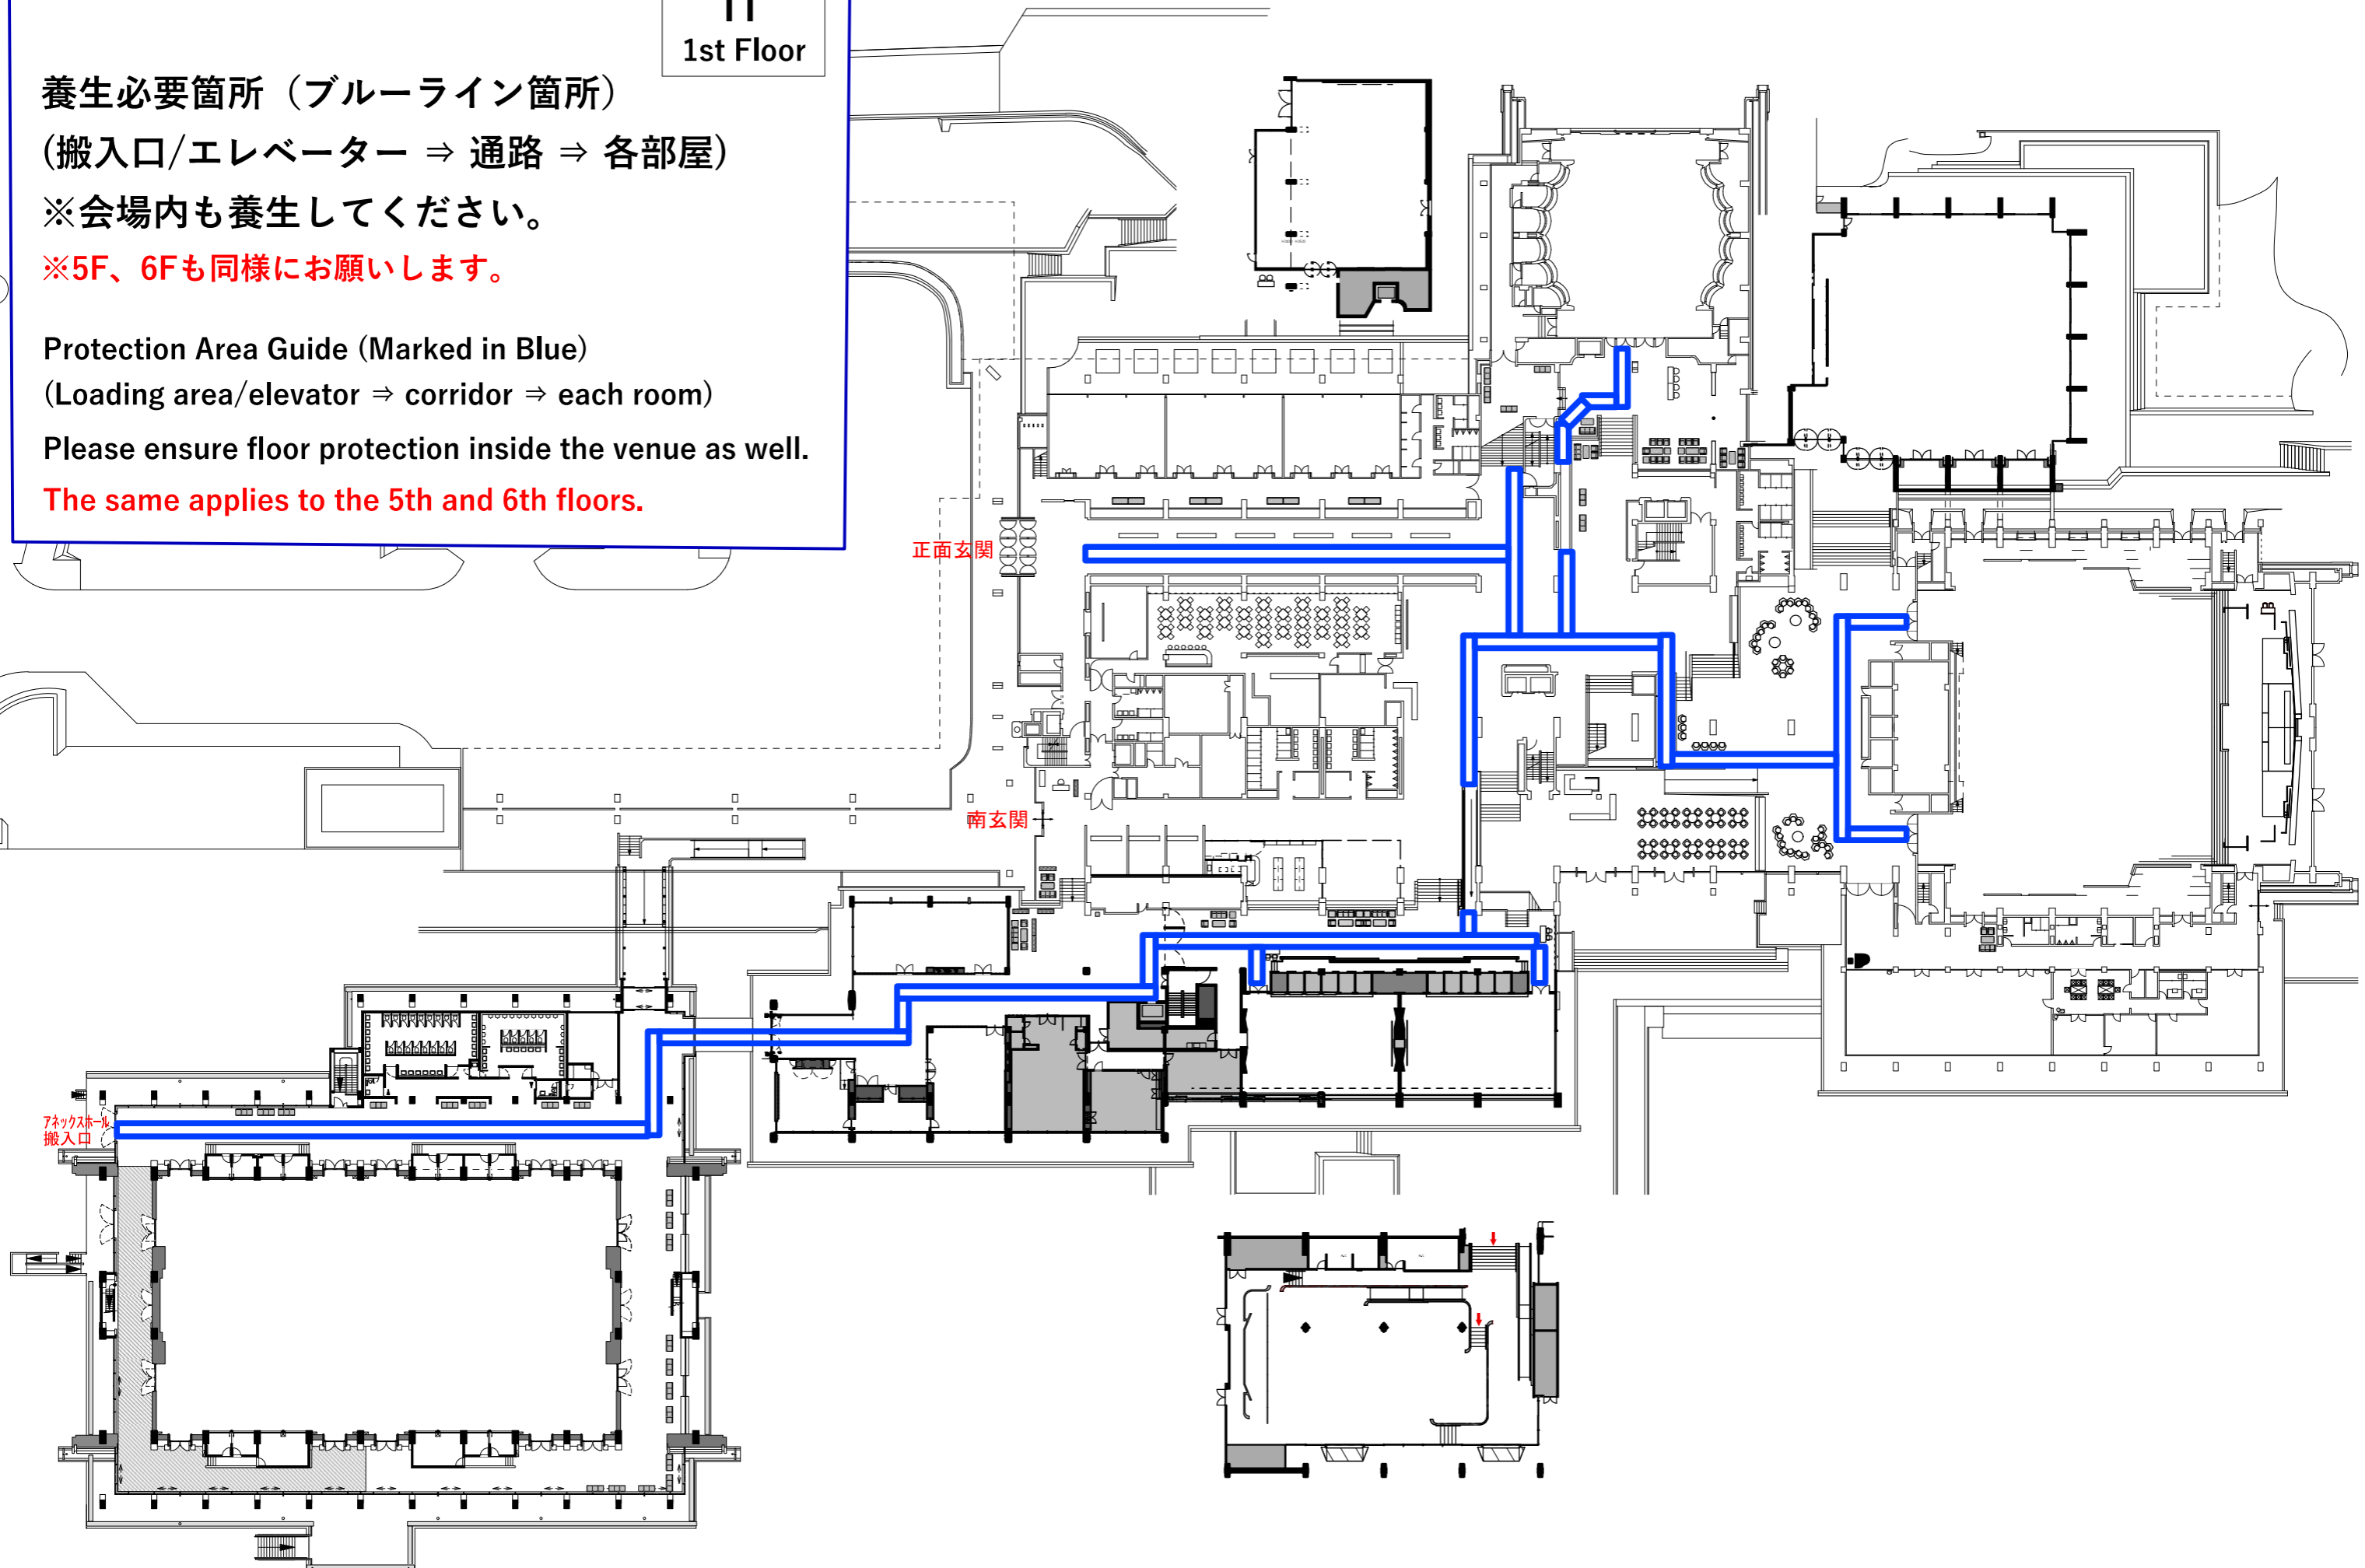 1st Floor
養生必要箇所（ブルーライン箇所）
(搬入口/エレベーター ⇒ 通路 ⇒ 各部屋)
※会場内も養生してください。
※5F、6Fも同様にお願いします。
Protection Area Guide (Marked in Blue)
(Loading area/elevator ⇒ corridor ⇒ each room)
Please ensure floor protection inside the venue as well.
The same applies to the 5th and 6th floors.
正面玄関
南玄関
ｱﾈｯｸｽホール
搬入口